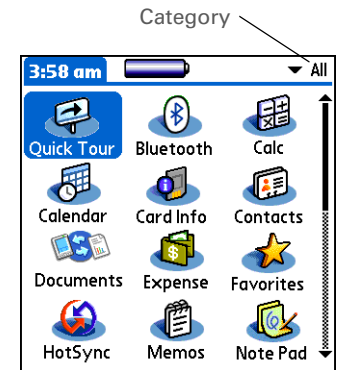 Category
3:58 am
All
Quick Tour Bluetooth Calc
Calendar Card Info Contacts
Documents Expense Favorites
HotSync Memos Note Pad